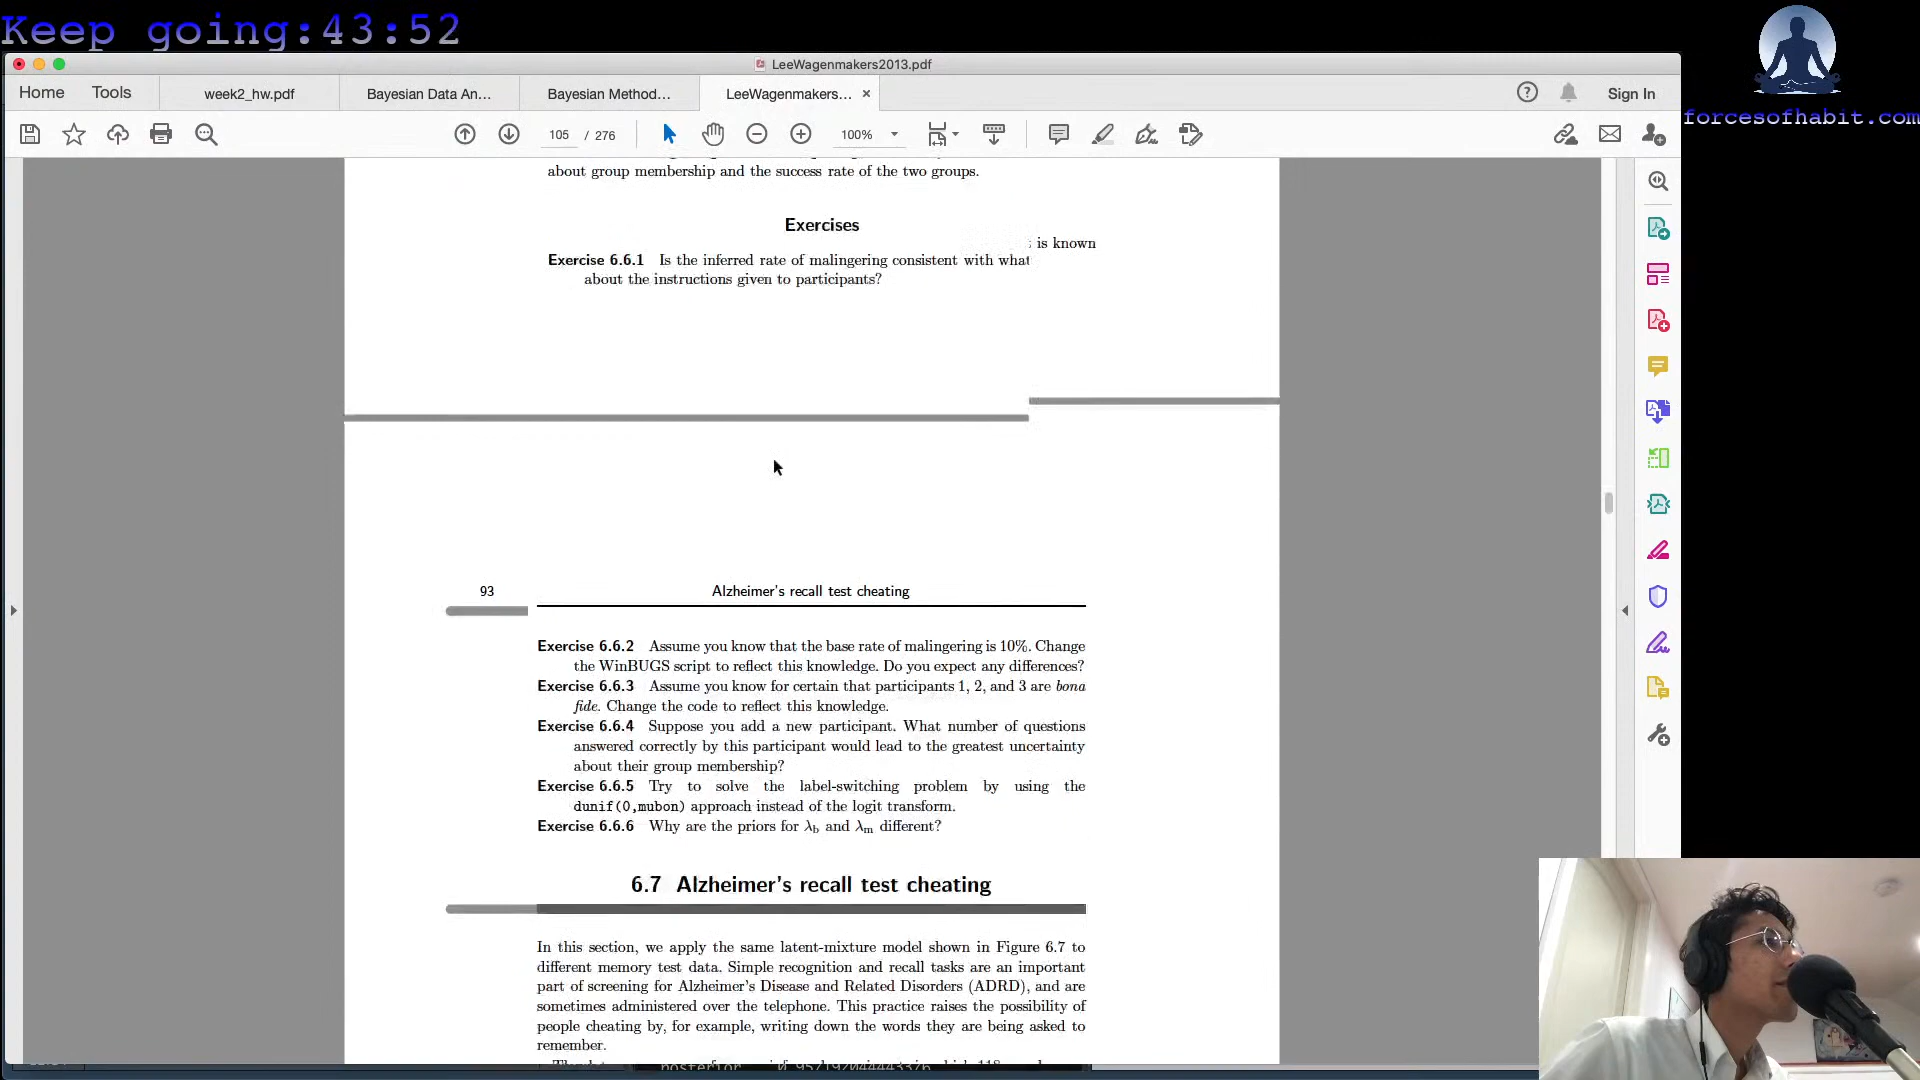 Keep going:43:52
forcesofhabit.com
LeeWagenmakers2013.pdf
Home Tools week2_hw.pdf Bayesian Data An... Bayesian Method... LeeWagenmakers... × Sign In
105 / 276 100%
about group membership and the success rate of the two groups.
Exercises
is known
Exercise 6.6.1 Is the inferred rate of malingering consistent with what
about the instructions given to participants?
93 Alzheimer's recall test cheating
Exercise 6.6.2 Assume you know that the base rate of malingering is 10%. Change
the WinBUGS script to reflect this knowledge. Do you expect any differences?
Exercise 6.6.3 Assume you know for certain that participants 1, 2, and 3 are bona
fide. Change the code to reflect this knowledge.
Exercise 6.6.4 Suppose you add a new participant. What number of questions
answered correctly by this participant would lead to the greatest uncertainty
about their group membership?
Exercise 6.6.5 Try to solve the label-switching problem by using the
dunif(0,mubon) approach instead of the logit transform.
Exercise 6.6.6 Why are the priors for λb and λm different?
6.7 Alzheimer's recall test cheating
In this section, we apply the same latent-mixture model shown in Figure 6.7 to
different memory test data. Simple recognition and recall tasks are an important
part of screening for Alzheimer's Disease and Related Disorders (ADRD), and are
sometimes administered over the telephone. This practice raises the possibility of
people cheating by, for example, writing down the words they are being asked to
remember.